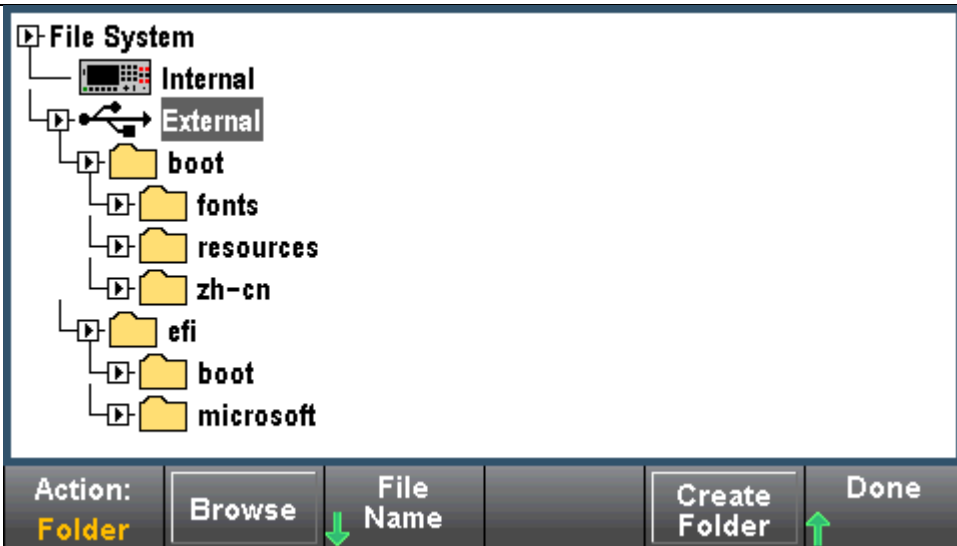 File System
Internal
External
boot
fonts
resources
zh-cn
efi
boot
microsoft
Action:
Folder
Browse
File
Name
Create
Folder
Done